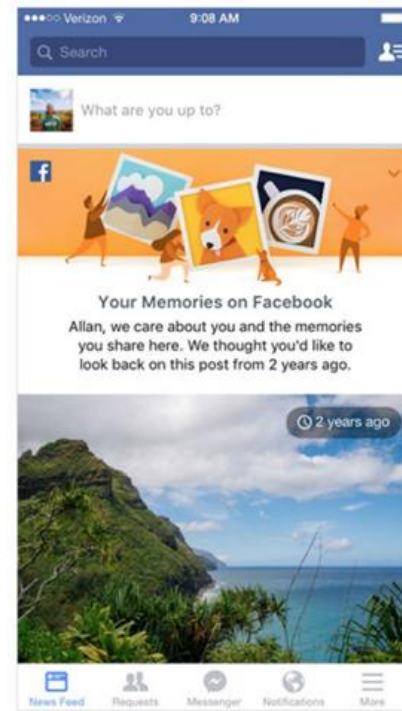 Verizon 9:08 AM
Search
What are you up to?
f
Your Memories on Facebook
Allan, we care about you and the memories
you share here. We thought you'd like to
look back on this post from 2 years ago.
2 years ago
News Feed Requests Messenger Notifications More